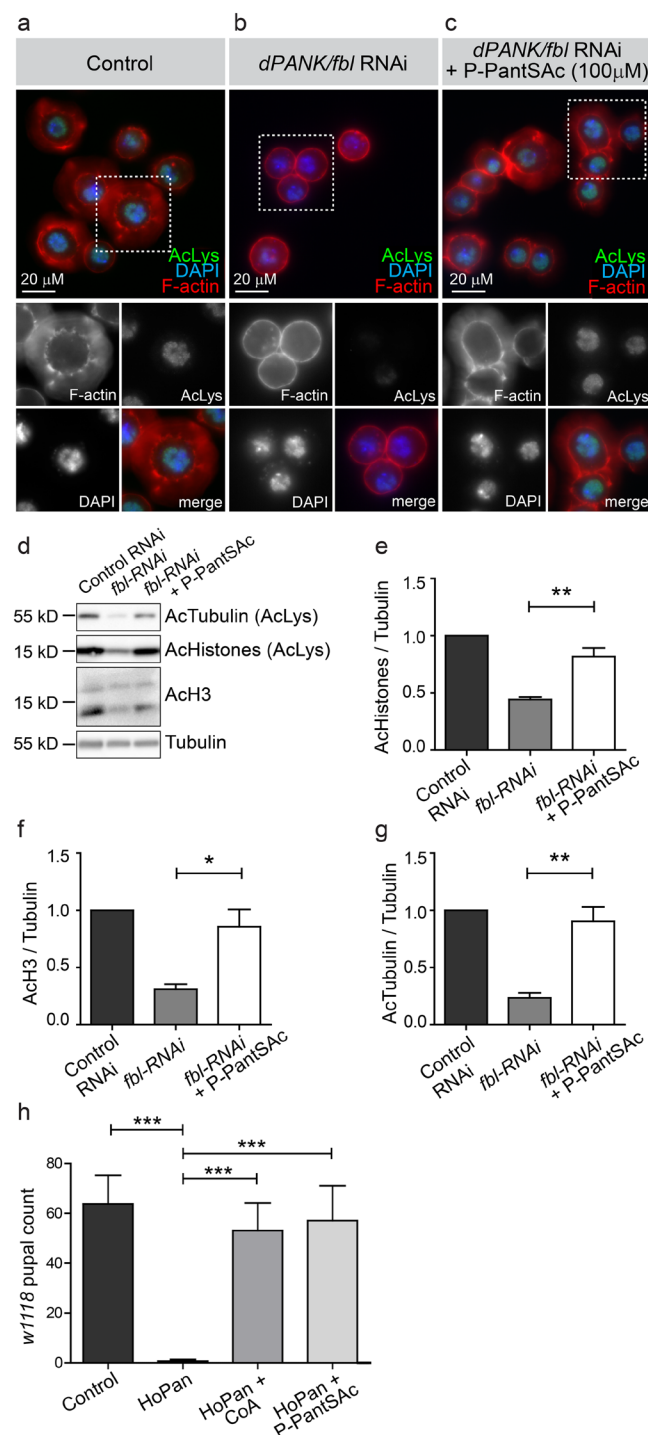 a
b
c
Control
dPANK/fbl RNAi
dPANK/fbl RNAi
+ P-PantSAc (100μM)
AcLys
DAPI
F-actin
20 μM
AcLys
DAPI
F-actin
20 μM
AcLys
DAPI
F-actin
20 μM
F-actin
AcLys
F-actin
AcLys
F-actin
AcLys
DAPI
merge
DAPI
merge
DAPI
merge
d
Control RNAi
fbl-RNAi
fbl-RNAi
+ P-PantSAc
55 kD
AcTubulin (AcLys)
15 kD
AcHistones (AcLys)
15 kD
AcH3
55 kD
Tubulin
e
AcHistones / Tubulin
1.5
1.0
0.5
0.0
**
Control
RNAi
fbl-RNAi
fbl-RNAi
+ P-PantSAc
f
AcH3 / Tubulin
1.5
1.0
0.5
0.0
*
Control
RNAi
fbl-RNAi
fbl-RNAi
+ P-PantSAc
g
AcTubulin / Tubulin
1.5
1.0
0.5
0.0
**
Control
RNAi
fbl-RNAi
fbl-RNAi
+ P-PantSAc
h
w1118 pupal count
80
60
40
20
0
***
***
***
Control
HoPan
HoPan +
CoA
HoPan +
P-PantSAc